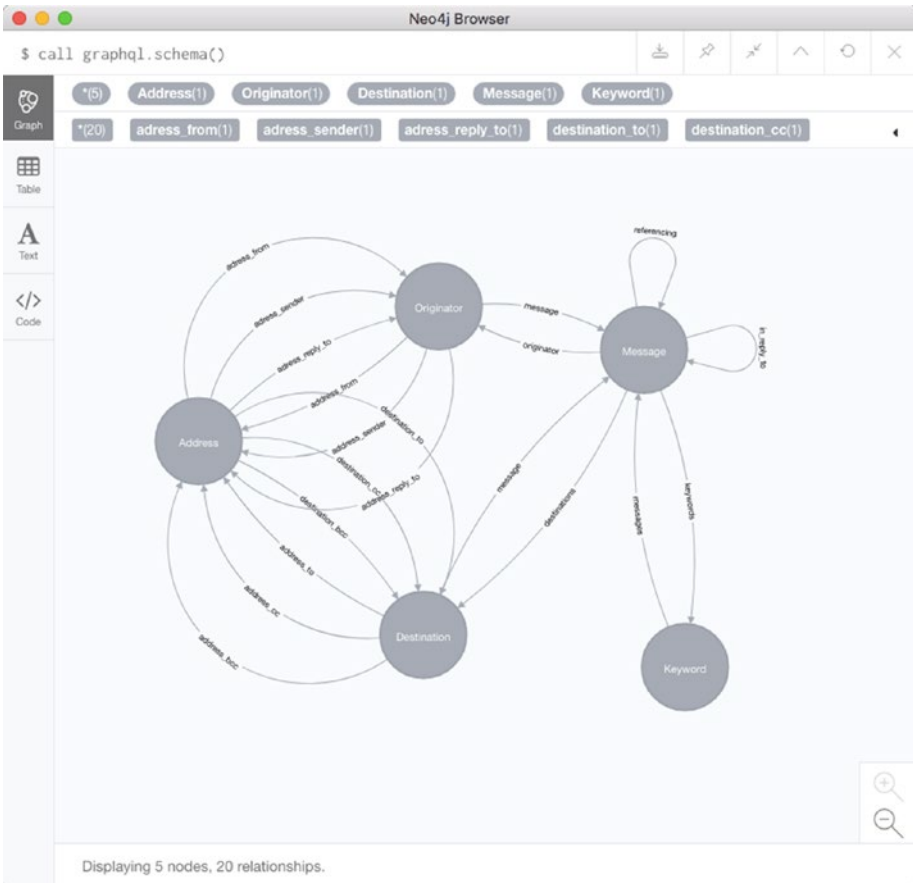 Neo4j Browser
$ call graphql.schema()
Graph
Table
Text
Code
*(5) Address(1) Originator(1) Destination(1) Message(1) Keyword(1)
*(20) adress_from(1) adress_sender(1) adress_reply_to(1) destination_to(1) destination_cc(1)
referencing
adress_from
Originator
adress_sender
message
originator
Message
in_reply_to
adress_reply_to
address_from
destination_to
Address
address_sender
destination_cc
address_reply_to
message
destinations
messages
keywords
destination_bcc
address_to
address_cc
address_bcc
Destination
Keyword
Displaying 5 nodes, 20 relationships.